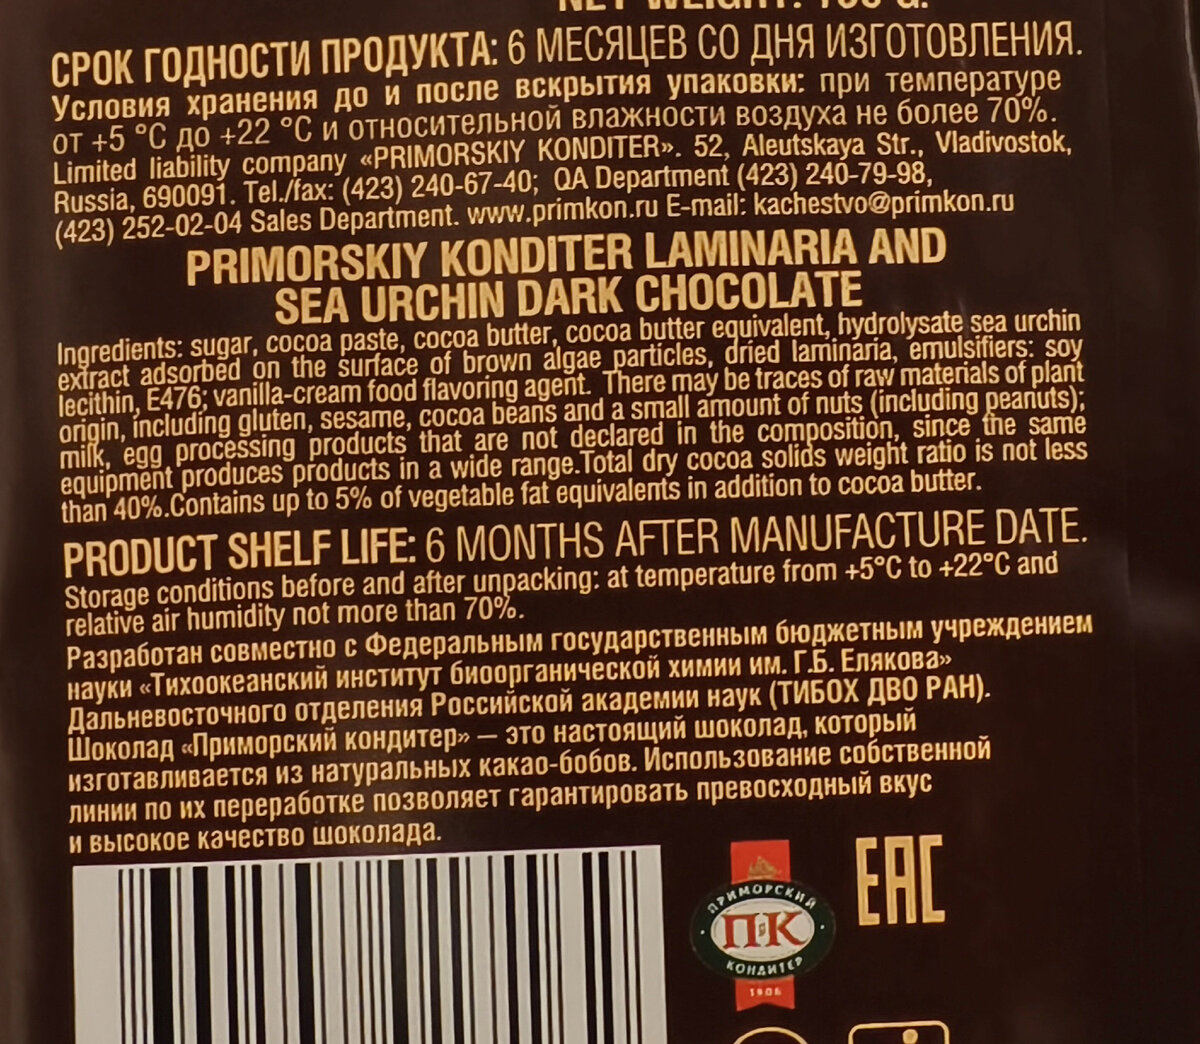 NET WEIGHT: 100 G.
СРОК ГОДНОСТИ ПРОДУКТА: 6 МЕСЯЦЕВ СО ДНЯ ИЗГОТОВЛЕНИЯ.
Условия хранения до и после вскрытия упаковки: при температуре
от +5 °С до +22 °С и относительной влажности воздуха не более 70%.
Limited liability company «PRIMORSKIY KONDITER». 52, Aleutskaya Str., Vladivostok,
Russia, 690091. Tel./fax: (423) 240-67-40; QA Department (423) 240-79-98,
(423) 252-02-04 Sales Department. www.primkon.ru E-mail: kachestvo@primkon.ru
PRIMORSKIY KONDITER LAMINARIA AND
SEA URCHIN DARK CHOCOLATE
Ingredients: sugar, cocoa paste, cocoa butter, cocoa butter equivalent, hydrolysate sea urchin
extract adsorbed on the surface of brown algae particles, dried laminaria, emulsifiers: soy
lecithin, E476; vanilla-cream food flavoring agent. There may be traces of raw materials of plant
origin, including gluten, sesame, cocoa beans and a small amount of nuts (including peanuts);
milk, egg processing products that are not declared in the composition, since the same
equipment produces products in a wide range.Total dry cocoa solids weight ratio is not less
than 40%.Contains up to 5% of vegetable fat equivalents in addition to cocoa butter.
PRODUCT SHELF LIFE: 6 MONTHS AFTER MANUFACTURE DATE.
Storage conditions before and after unpacking: at temperature from +5°C to +22°C and
relative air humidity not more than 70%.
Разработан совместно с Федеральным государственным бюджетным учреждением
науки «Тихоокеанский институт биоорганической химии им. Г.Б. Елякова»
Дальневосточного отделения Российской академии наук (ТИБОХ ДВО РАН).
Шоколад «Приморский кондитер» — это настоящий шоколад, который
изготавливается из натуральных какао-бобов. Использование собственной
линии по их переработке позволяет гарантировать превосходный вкус
и высокое качество шоколада.
EAC
ПРИМОРСКИЙ
ПК
КОНДИТЕР
1906